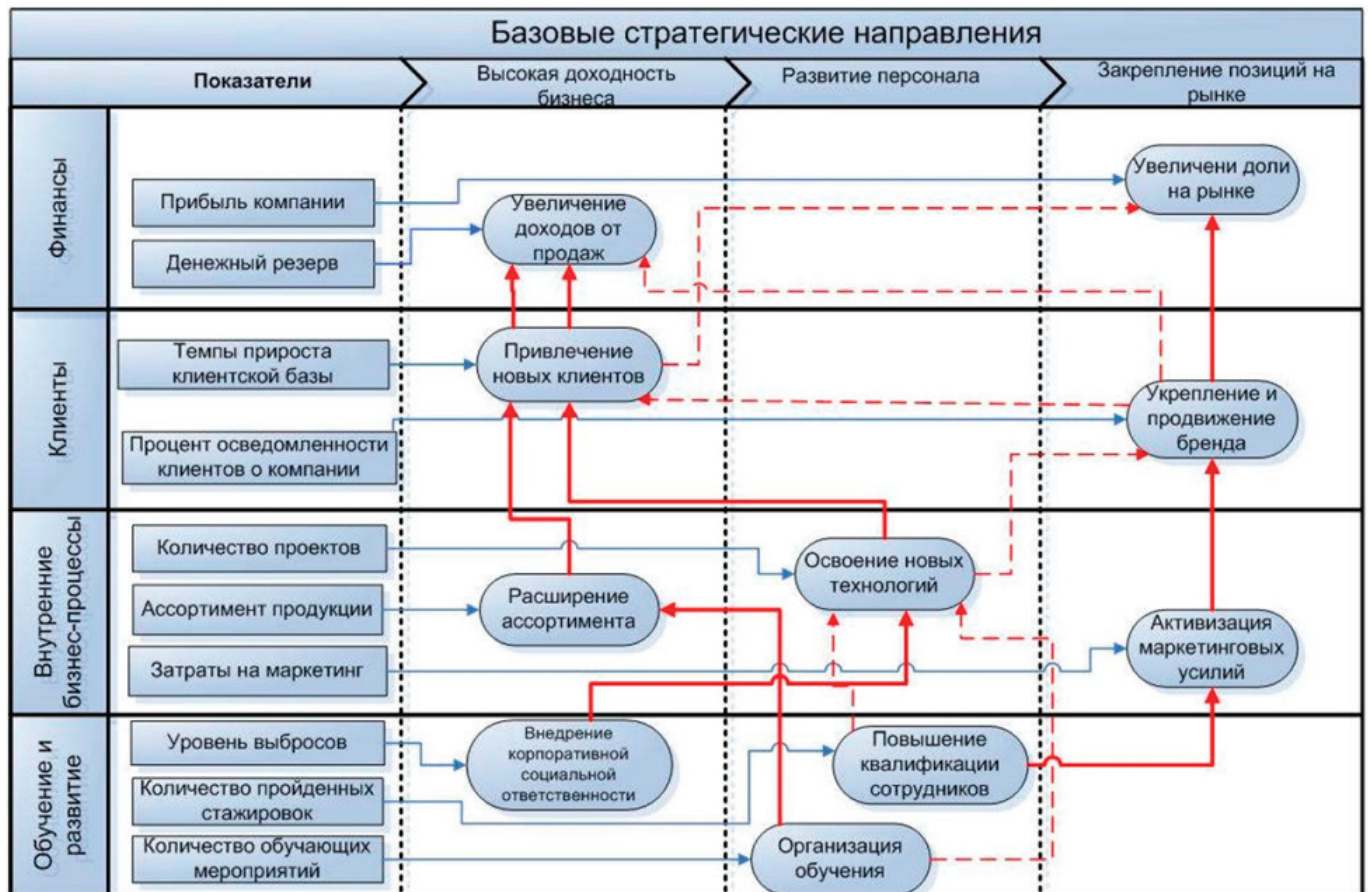 Базовые стратегические направления
Показатели
Высокая доходность
бизнеса
Развитие персонала
Закрепление позиций на
рынке
Финансы
Прибыль компании
Денежный резерв
Увеличение
доходов от
продаж
Увеличени доли
на рынке
Клиенты
Темпы прироста
клиентской базы
Процент осведомленности
клиентов о компании
Привлечение
новых клиентов
Укрепление и
продвижение
бренда
Внутренние
бизнес-процессы
Количество проектов
Ассортимент продукции
Затраты на маркетинг
Расширение
ассортимента
Освоение новых
технологий
Активизация
маркетинговых
усилий
Обучение и
развитие
Уровень выбросов
Количество пройденных
стажировок
Количество обучающих
мероприятий
Внедрение
корпоративной
социальной
ответственности
Повышение
квалификации
сотрудников
Организация
обучения